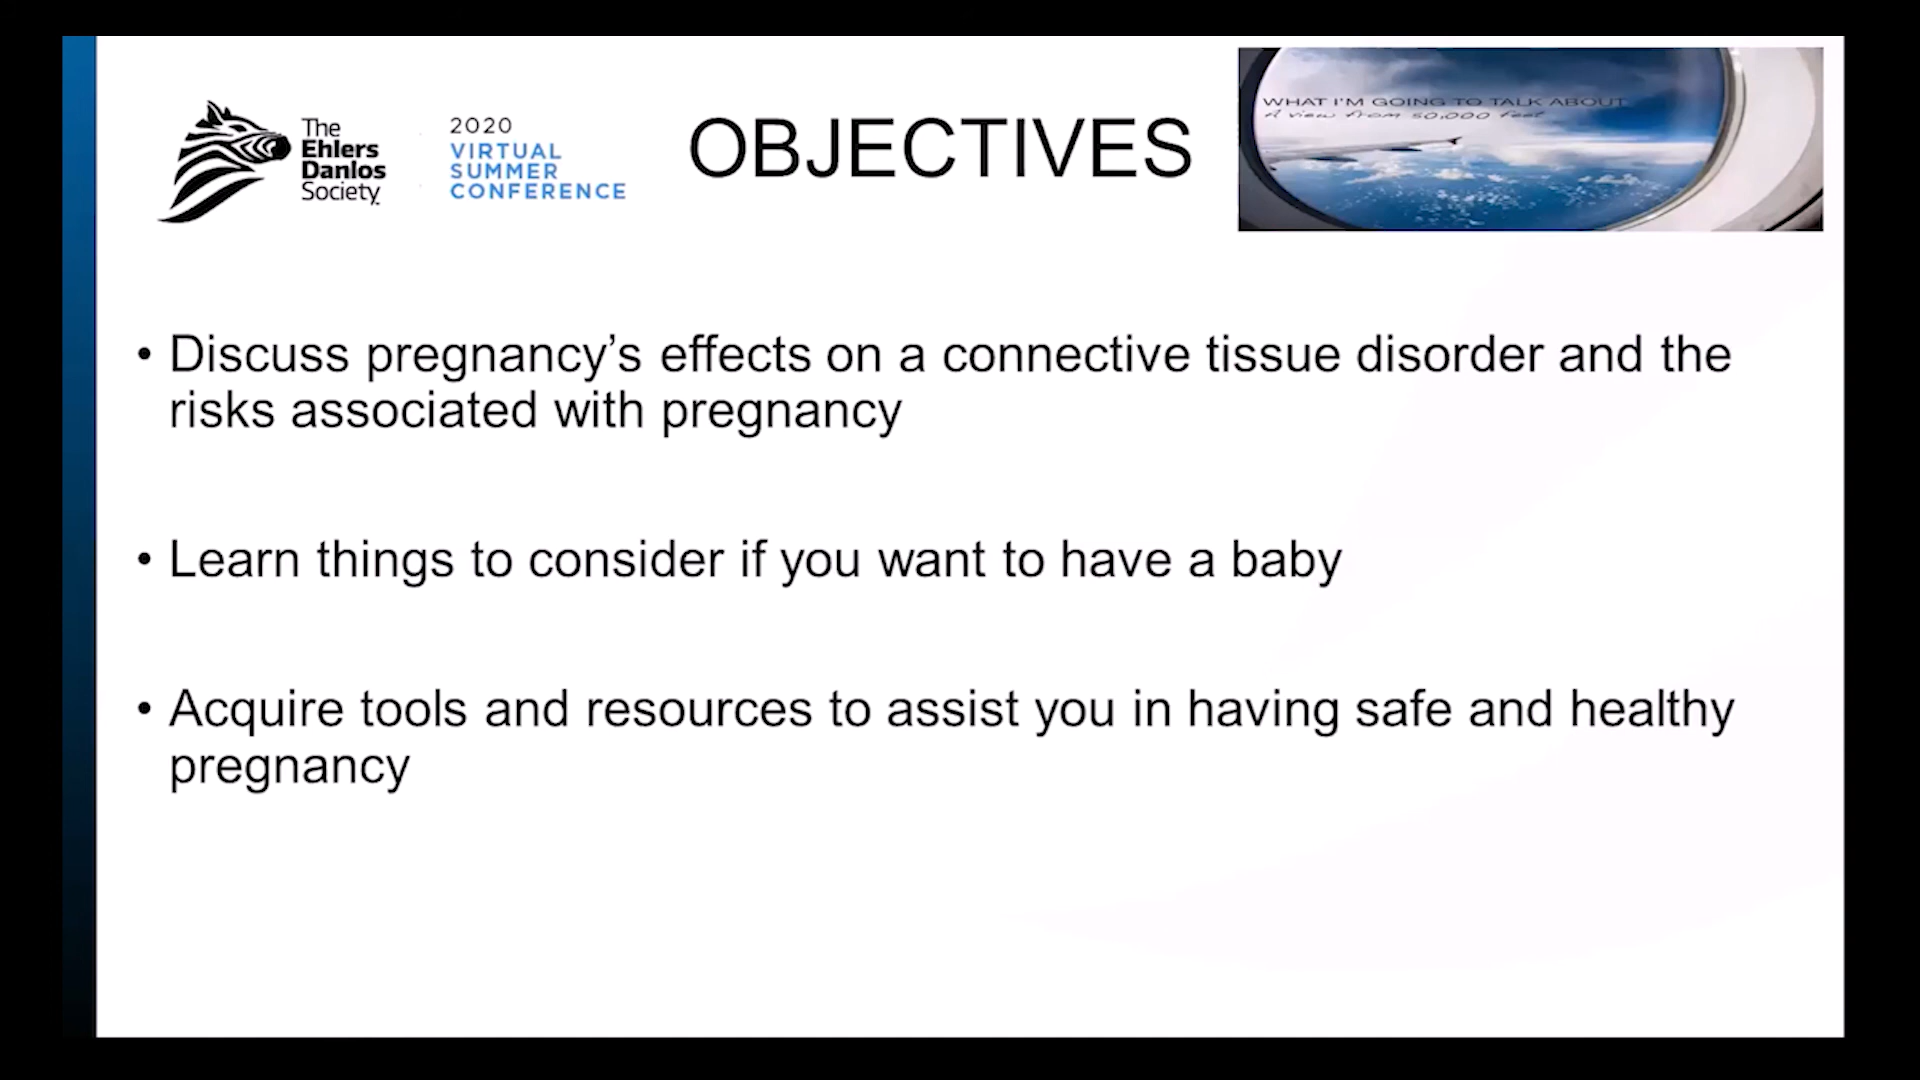 The
Ehlers
Danlos
Society
2020
VIRTUAL
SUMMER
CONFERENCE
OBJECTIVES
WHAT I'M GOING TO TALK ABOUT
A view from 50,000 feet
• Discuss pregnancy’s effects on a connective tissue disorder and the
risks associated with pregnancy
• Learn things to consider if you want to have a baby
• Acquire tools and resources to assist you in having safe and healthy
pregnancy